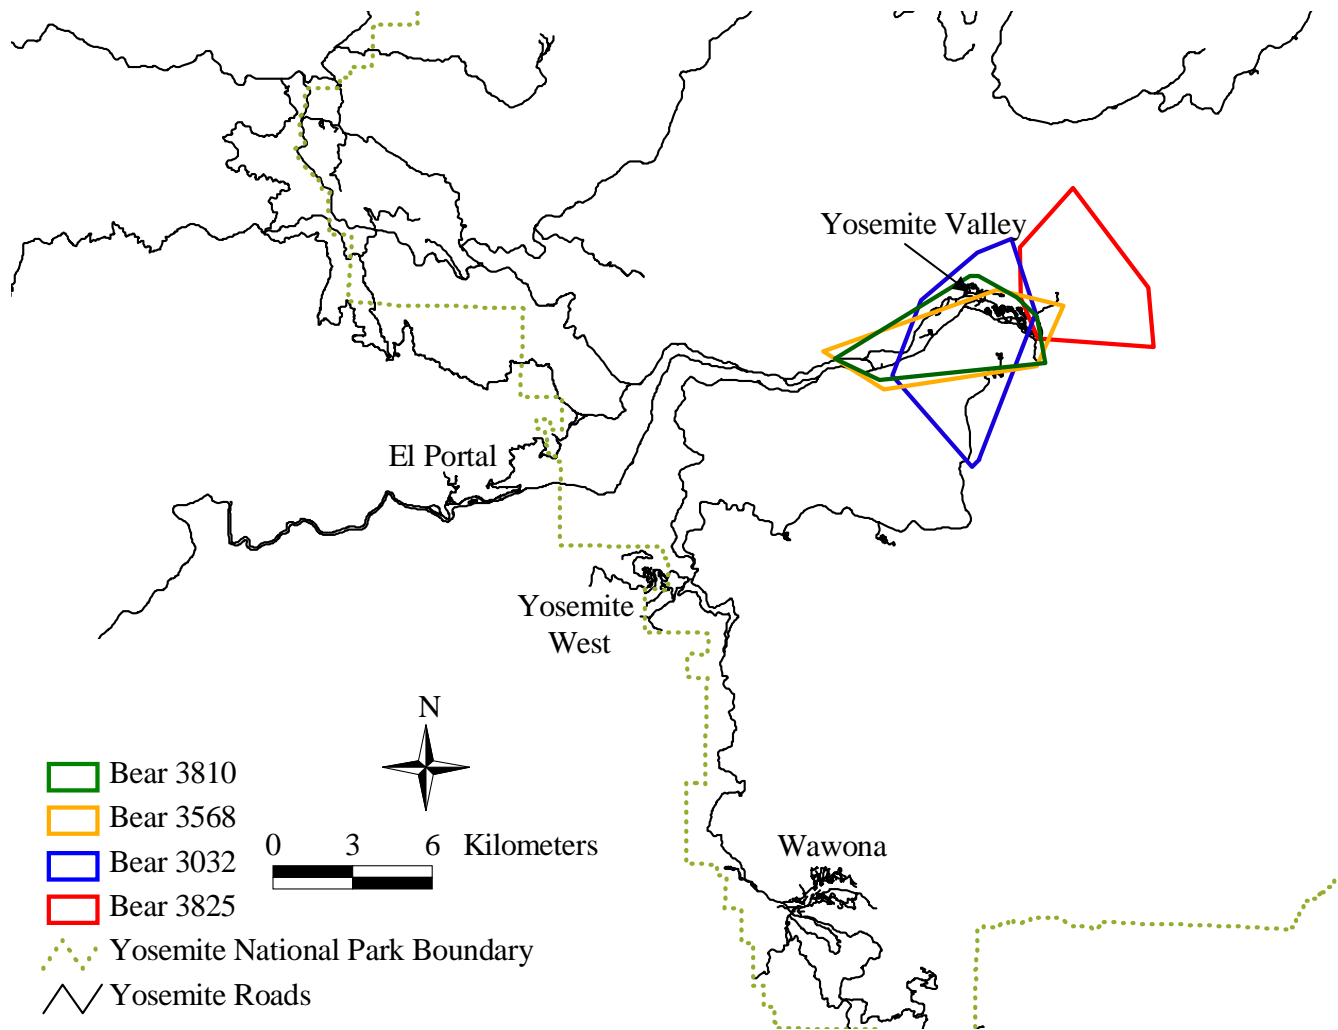 Yosemite Valley
El Portal
Yosemite
West
N
Bear 3810
Bear 3568
0 3 6 Kilometers
Wawona
Bear 3032
Bear 3825
Yosemite National Park Boundary
Yosemite Roads